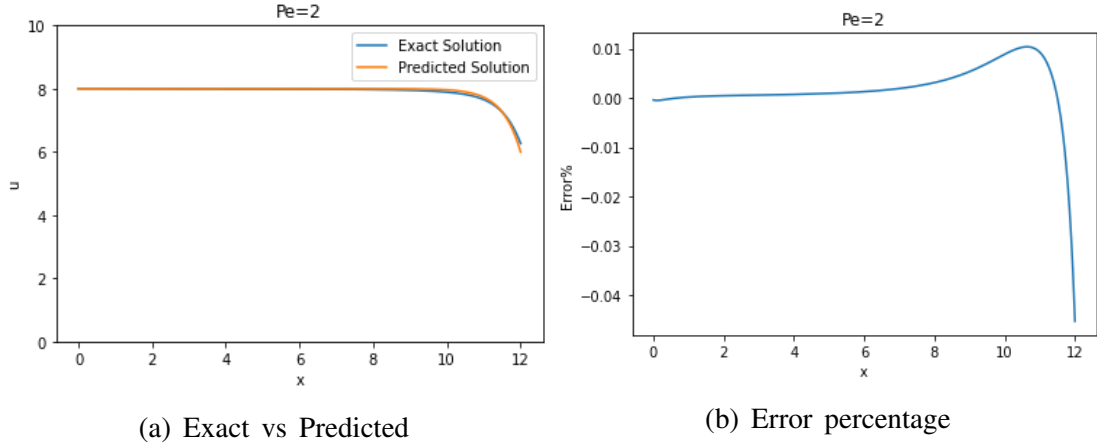 Pe=2
10
8
6
4
2
0
u
Exact Solution
Predicted Solution
0 2 4 6 8 10 12
x
(a) Exact vs Predicted
Pe=2
0.01
0.00
−0.01
−0.02
−0.03
−0.04
Error%
0 2 4 6 8 10 12
x
(b) Error percentage